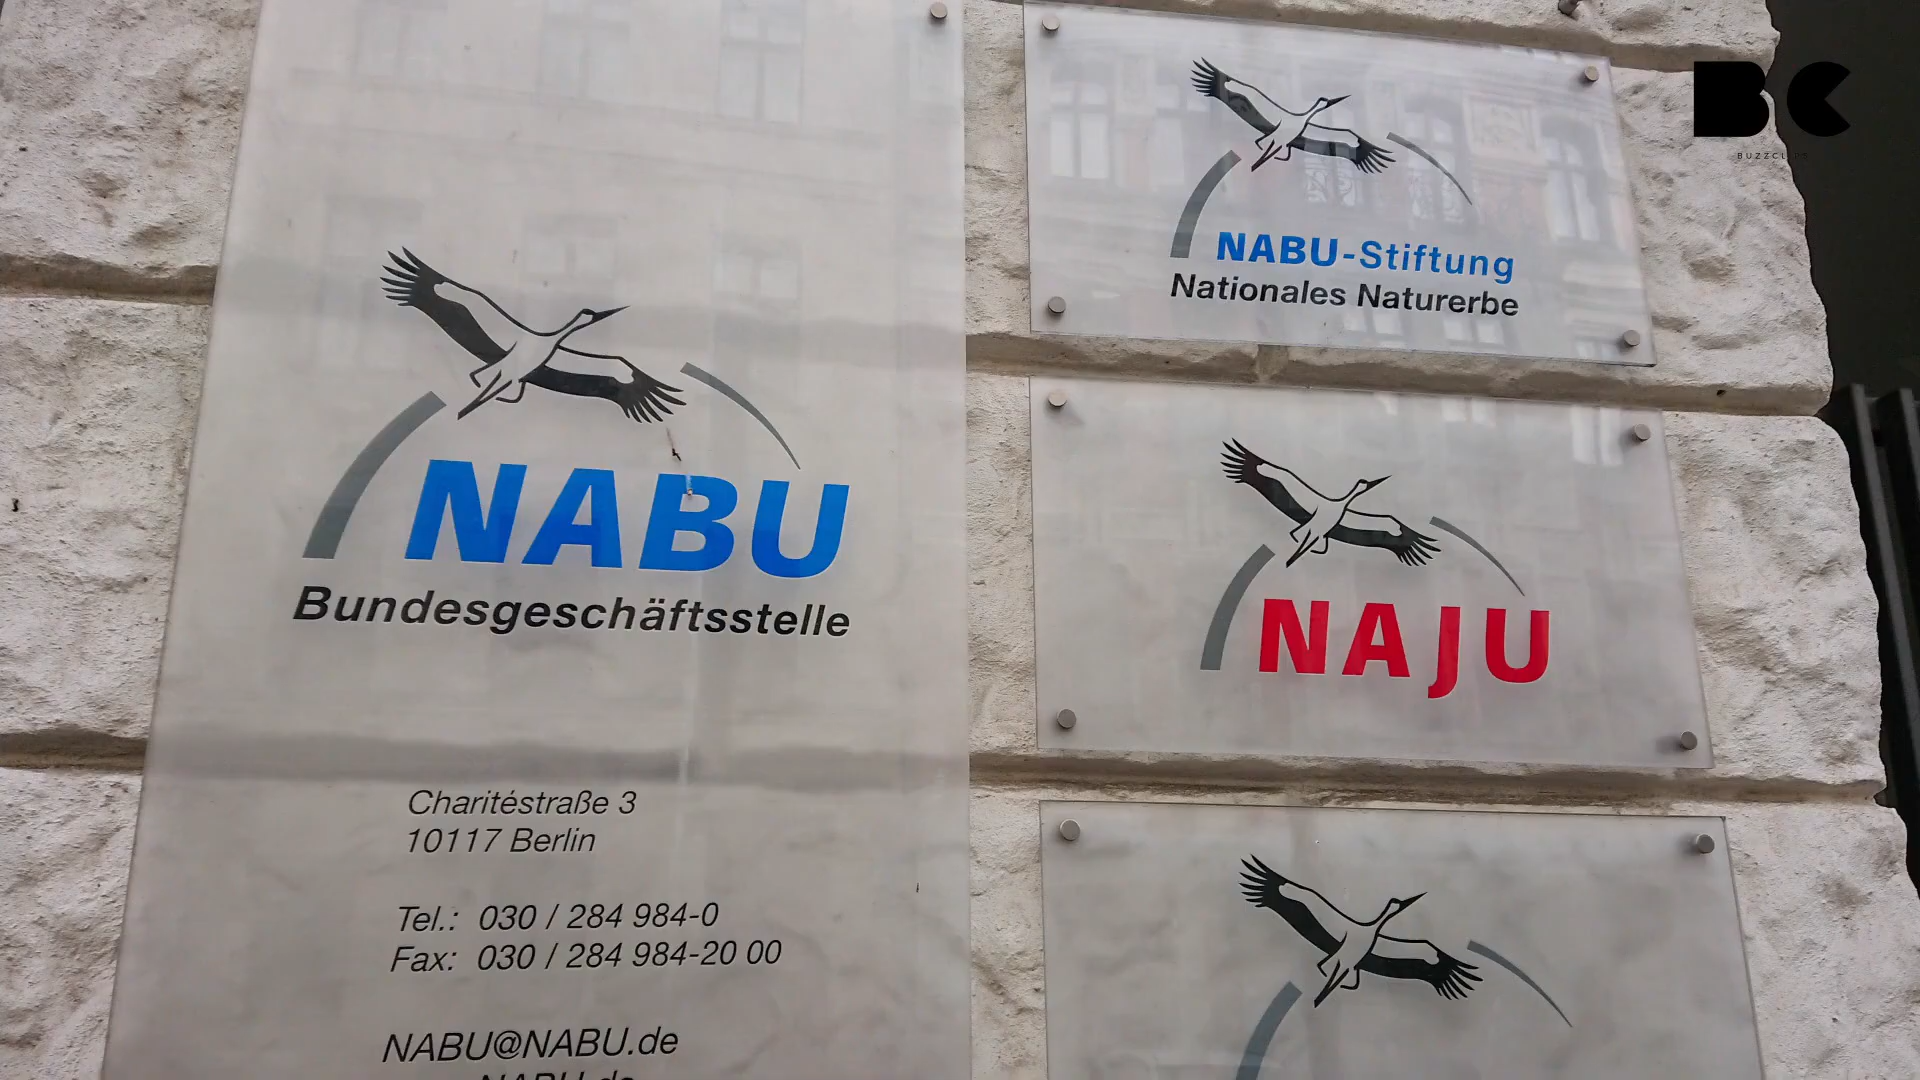 NABU
Bundesgeschäftsstelle
Charitéstraße 3
10117 Berlin
Tel.: 030 / 284 984-0
Fax: 030 / 284 984-20 00
NABU@NABU.de
NABU-Stiftung
Nationales Naturerbe
NAJU
BC